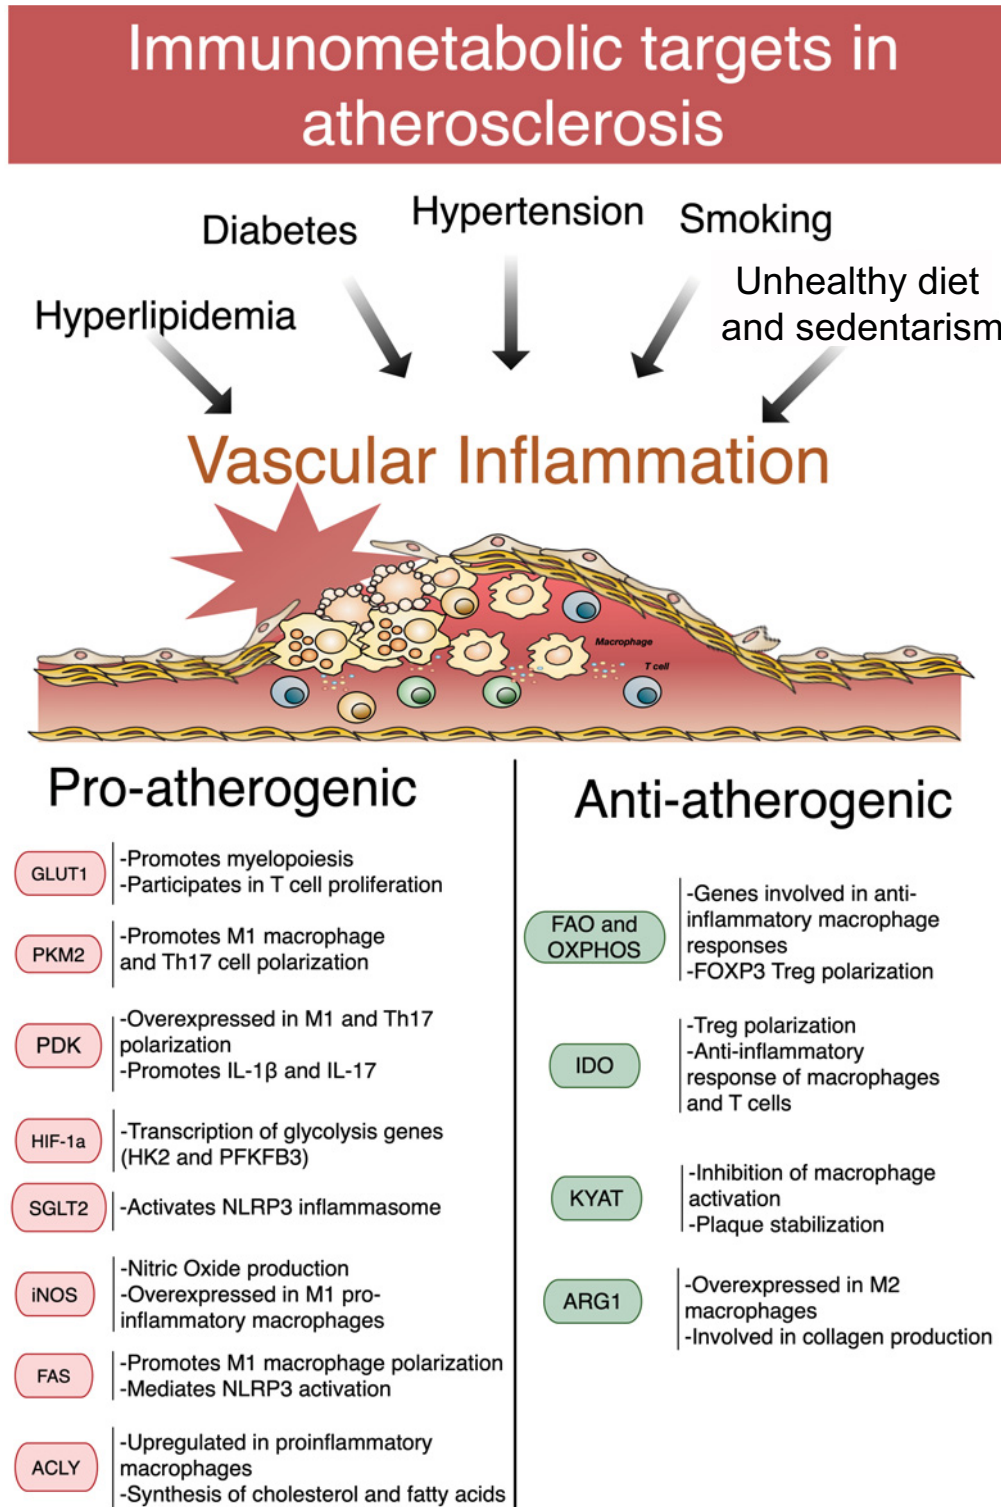 Immunometabolic targets in
atherosclerosis
Hypertension
Smoking
Diabetes
Unhealthy diet
and sedentarism
Hyperlipidemia
Vascular Inflammation
Macrophage
T cell
Pro-atherogenic
GLUT1
-Promotes myelopoiesis
-Participates in T cell proliferation
PKM2
-Promotes M1 macrophage
and Th17 cell polarization
PDK
-Overexpressed in M1 and Th17
polarization
-Promotes IL-1β and IL-17
HIF-1a
-Transcription of glycolysis genes
(HK2 and PFKFB3)
SGLT2
-Activates NLRP3 inflammasome
iNOS
-Nitric Oxide production
-Overexpressed in M1 pro-
inflammatory macrophages
FAS
-Promotes M1 macrophage polarization
-Mediates NLRP3 activation
ACLY
-Upregulated in proinflammatory
macrophages
-Synthesis of cholesterol and fatty acids
Anti-atherogenic
FAO and
OXPHOS
-Genes involved in anti-
inflammatory macrophage
responses
-FOXP3 Treg polarization
IDO
-Treg polarization
-Anti-inflammatory
response of macrophages
and T cells
KYAT
-Inhibition of macrophage
activation
-Plaque stabilization
ARG1
-Overexpressed in M2
macrophages
-Involved in collagen production